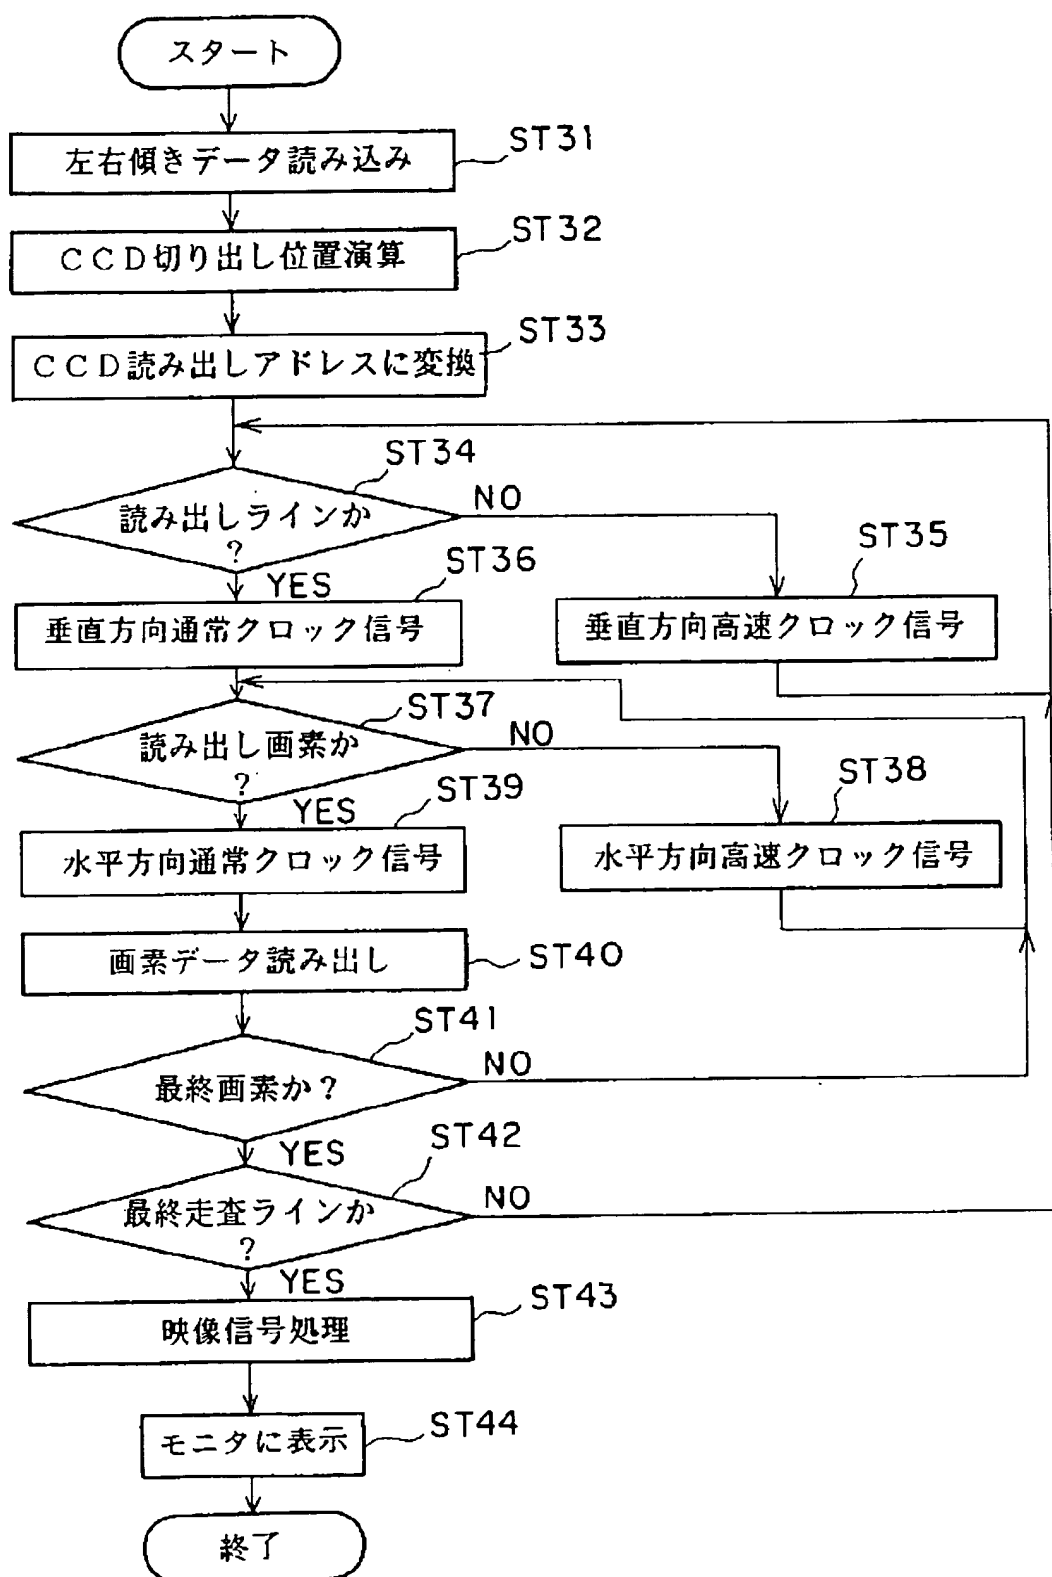 スタート
左右傾きデータ読み込み
ST31
CCD切り出し位置演算
ST32
CCD読み出しアドレスに変換
ST33
ST34
読み出しラインか
?
NO
YES
ST35
垂直方向高速クロック信号
ST36
垂直方向通常クロック信号
ST37
読み出し画素か
?
NO
YES
ST38
水平方向高速クロック信号
ST39
水平方向通常クロック信号
画素データ読み出し
ST40
ST41
最終画素か?
NO
YES
ST42
最終走査ラインか
?
NO
YES
ST43
映像信号処理
モニタに表示
ST44
終了